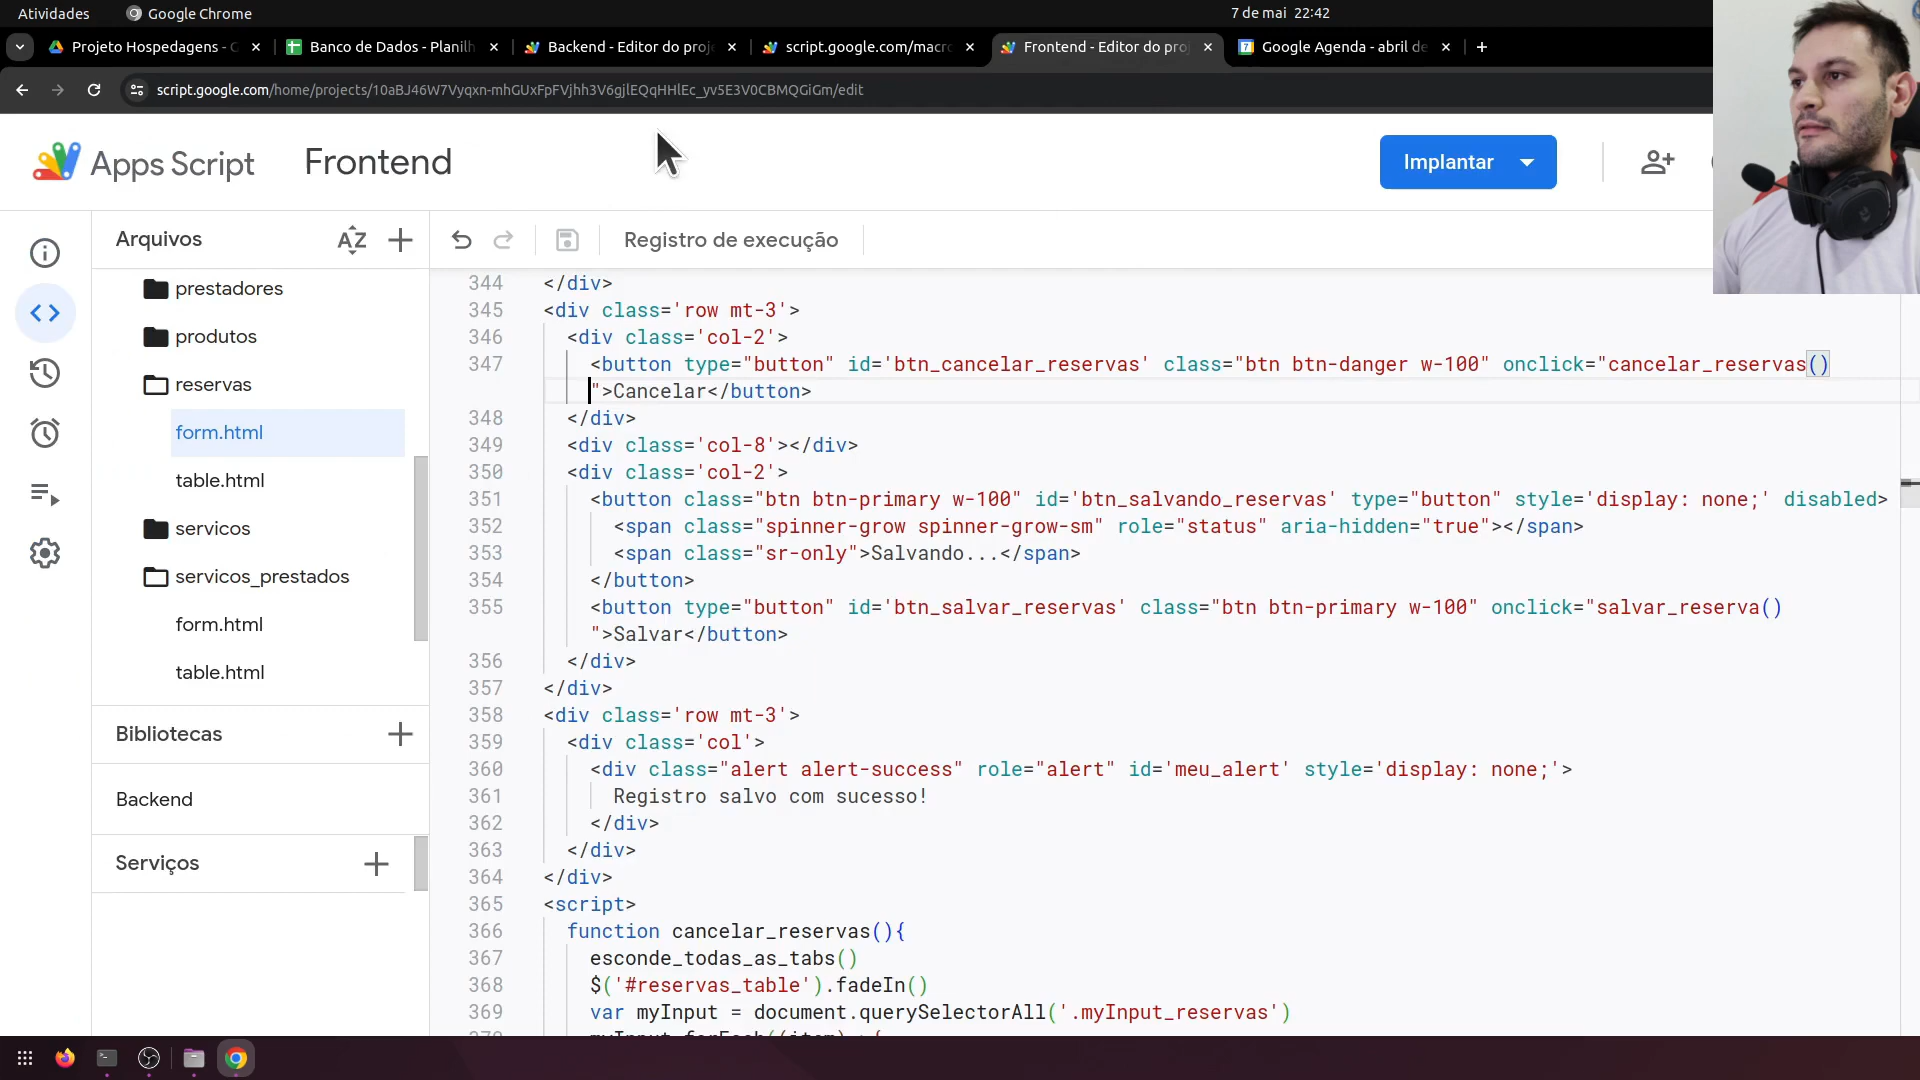 Atividades
Google Chrome
7 de mai 22:42
Projeto Hospedagens - 
Banco de Dados - Planilh
Backend - Editor do proje
script.google.com/macro
Frontend - Editor do proj
Google Agenda - abril de
script.google.com/home/projects/10aBJ46W7Vyqxn-mhGUxFpFVjhh3V6gjlEQqHHlEc_yv5E3V0CBMQGiGm/edit
Apps Script
Frontend
Implantar
Arquivos
AZ
Registro de execução
prestadores
produtos
reservas
form.html
table.html
servicos
servicos_prestados
form.html
table.html
Bibliotecas
Backend
Serviços
344 </div>
345 <div class='row mt-3'>
346 <div class='col-2'>
347 <button type="button" id='btn_cancelar_reservas' class="btn btn-danger w-100" onclick="cancelar_reservas()
">Cancelar</button>
348 </div>
349 <div class='col-8'></div>
350 <div class='col-2'>
351 <button class="btn btn-primary w-100" id='btn_salvando_reservas' type="button" style='display: none;' disabled>
352 <span class="spinner-grow spinner-grow-sm" role="status" aria-hidden="true"></span>
353 <span class="sr-only">Salvando...</span>
354 </button>
355 <button type="button" id='btn_salvar_reservas' class="btn btn-primary w-100" onclick="salvar_reserva()
">Salvar</button>
356 </div>
357 </div>
358 <div class='row mt-3'>
359 <div class='col'>
360 <div class="alert alert-success" role="alert" id='meu_alert' style='display: none;'>
361 Registro salvo com sucesso!
362 </div>
363 </div>
364 </div>
365 <script>
366 function cancelar_reservas(){
367 esconde_todas_as_tabs()
368 $('#reservas_table').fadeIn()
369 var myInput = document.querySelectorAll('.myInput_reservas')